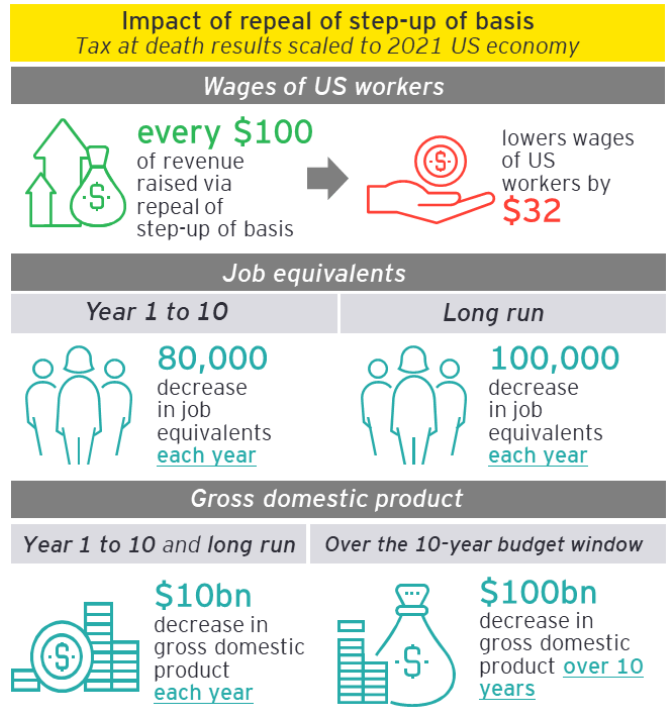 Impact of repeal of step-up of basis
Tax at death results scaled to 2021 US economy
Wages of US workers
every $100
of revenue
raised via
repeal of
step-up of basis
lowers wages
of US
workers by
$32
Job equivalents
Year 1 to 10
Long run
80,000
decrease
in job
equivalents
each year
100,000
decrease
in job
equivalents
each year
Gross domestic product
Year 1 to 10 and long run
Over the 10-year budget window
$10bn
decrease in
gross domestic
product
each year
$100bn
decrease in
gross domestic
product over 10
years